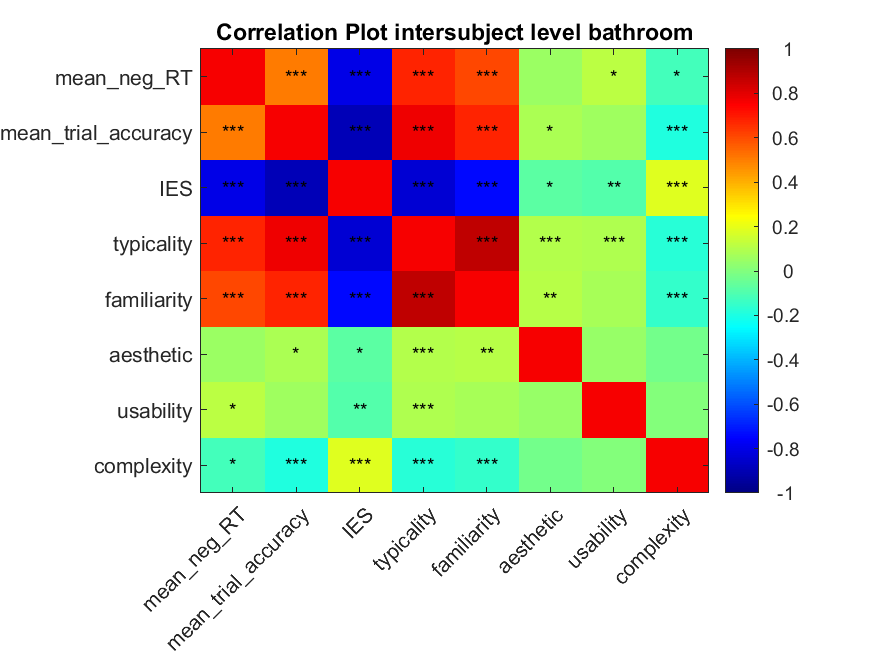 Correlation Plot intersubject level bathroom
mean_neg_RT *** *** *** *** * *
mean_trial_accuracy *** *** *** *** * ***
IES *** *** *** *** * ** ***
typicality *** *** *** *** *** *** ***
familiarity *** *** *** *** ** ***
aesthetic * * *** **
usability * ** ***
complexity * *** *** *** ***
mean_neg_RT
mean_trial_accuracy
IES
typicality
familiarity
aesthetic
usability
complexity
1
0.8
0.6
0.4
0.2
0
-0.2
-0.4
-0.6
-0.8
-1